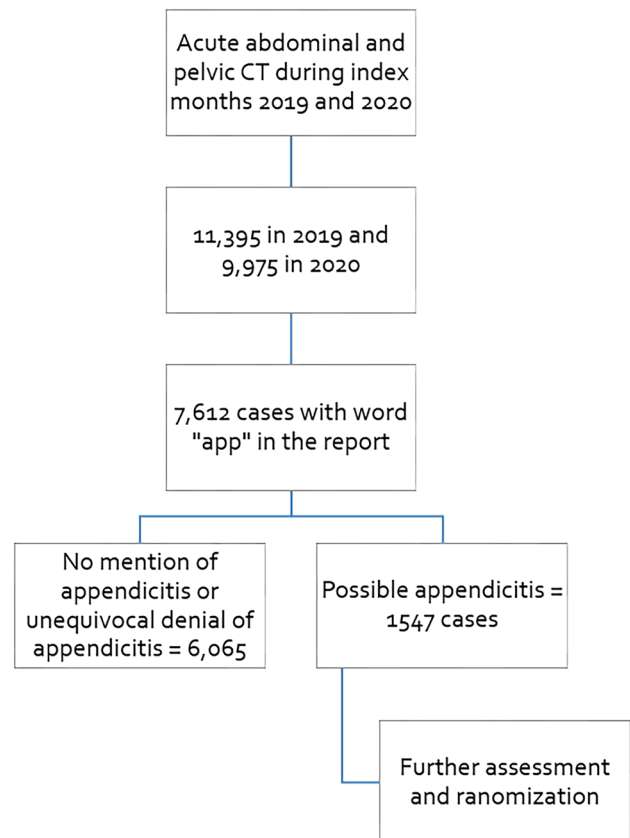 Acute abdominal and
pelvic CT during index
months 2019 and 2020
11,395 in 2019 and
9,975 in 2020
7,612 cases with word
"app" in the report
No mention of
appendicitis or
unequivocal denial of
appendicitis = 6,065
Possible appendicitis =
1547 cases
Further assessment
and ranomization